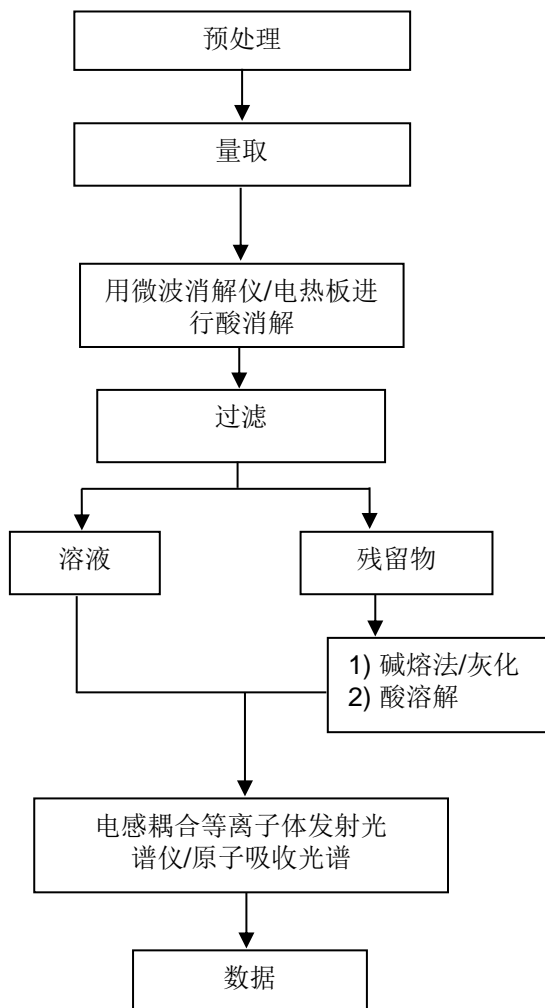 预处理
量取
用微波消解仪/电热板进
行酸消解
过滤
溶液
残留物
1) 碱熔法/灰化
2) 酸溶解
电感耦合等离子体发射光
谱仪/原子吸收光谱
数据